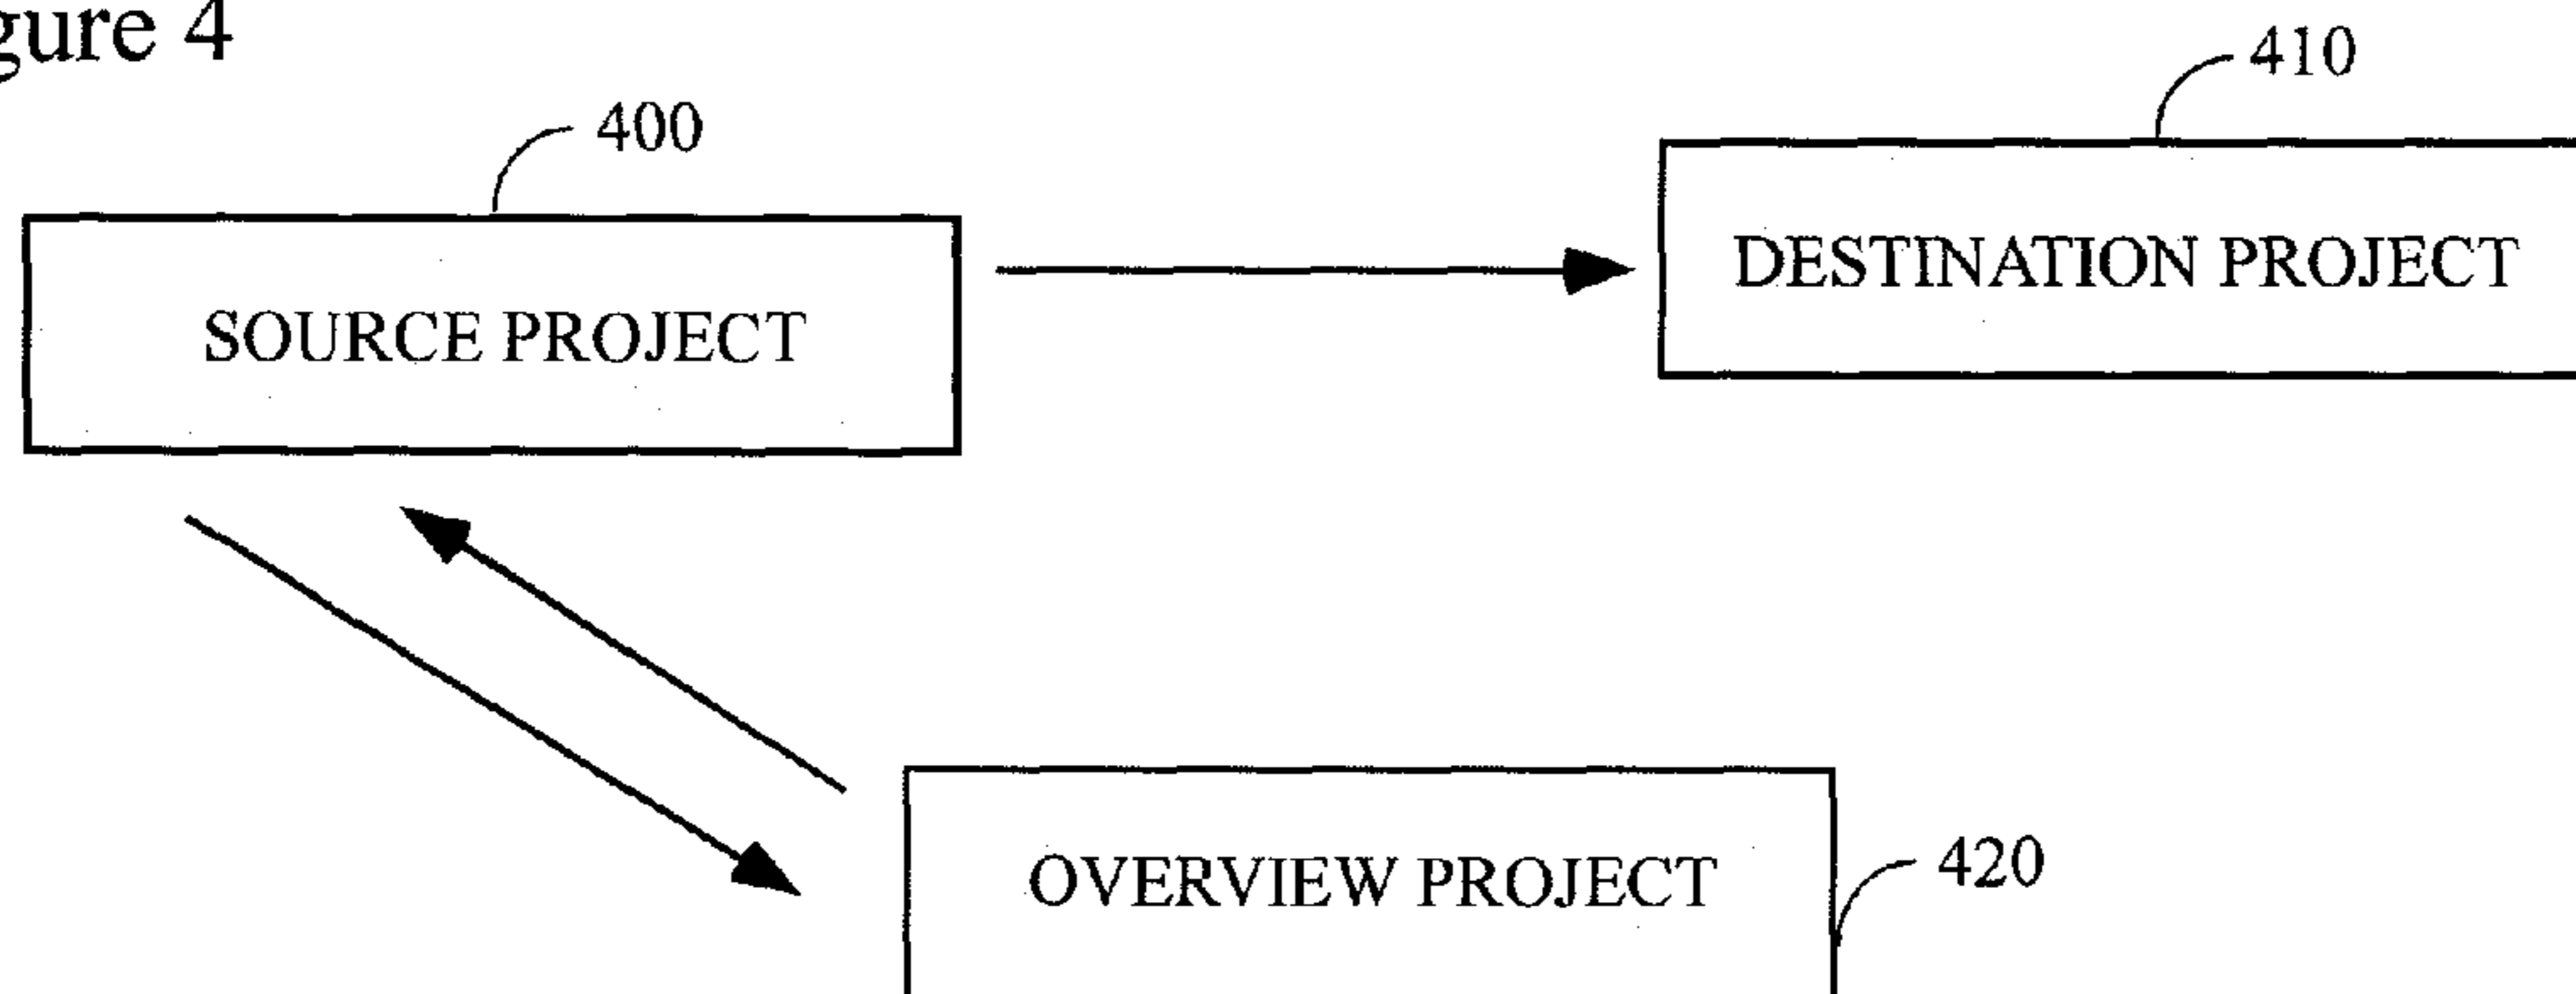 gure 4
410
400
DESTINATION PROJECT
SOURCE PROJECT
OVERVIEW PROJECT
420